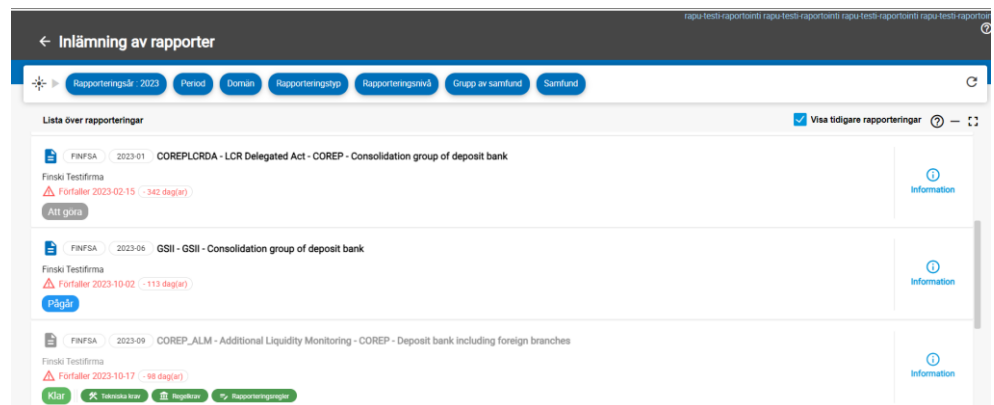 rapu-testi-raportointi rapu-testi-raportointi rapu-testi-raportointi rapu-testi-raportoin
← Inlämning av rapporter
Rapporteringsår : 2023 Period Domän Rapporteringstyp Rapporteringsnivå Grupp av samfund Samfund
Lista över rapporteringar Visa tidigare rapporteringar
FINFSA 2023-01 COREPLCRDA - LCR Delegated Act - COREP - Consolidation group of deposit bank
Finski Testifirma
Förfaller 2023-02-15 -342 dag(ar)
Information
Att göra
FINFSA 2023-06 GSII - GSII - Consolidation group of deposit bank
Finski Testifirma
Förfaller 2023-10-02 -113 dag(ar)
Information
Pågår
FINFSA 2023-09 COREP_ALM - Additional Liquidity Monitoring - COREP - Deposit bank including foreign branches
Finski Testifirma
Förfaller 2023-10-17 -98 dag(ar)
Information
Klar Tekniska krav Regelkrav Rapporteringsregler